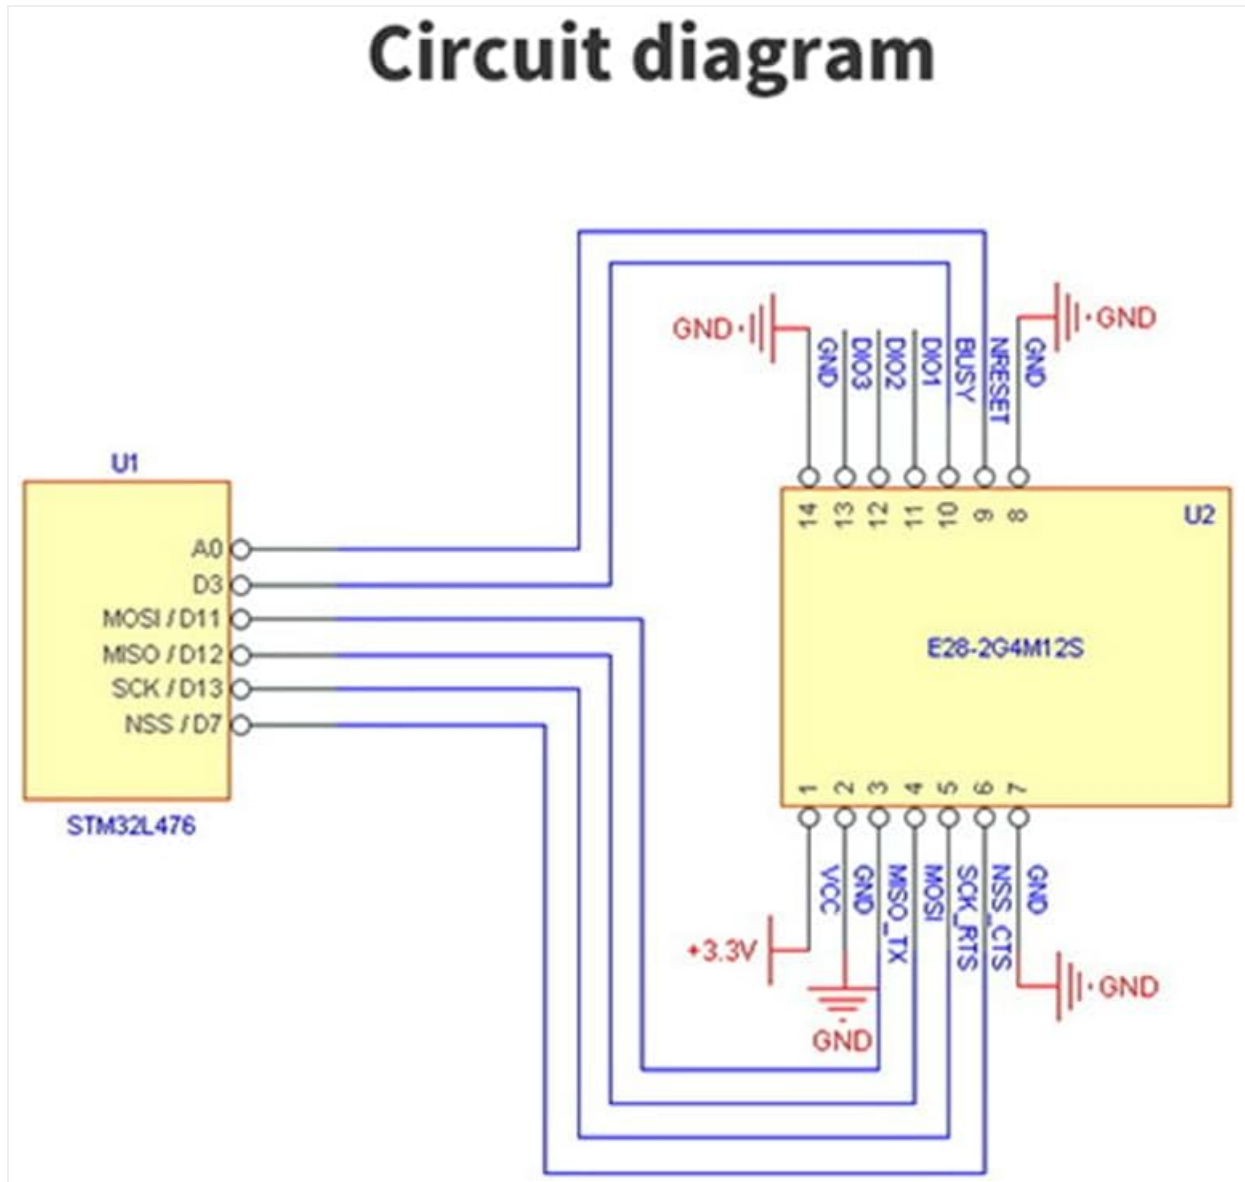 Circuit diagram
GND
GND
GND
DIO3
DIO2
DIO1
BUSY
NRESET
GND
U1
14
13
12
11
10
9
8
U2
A0
D3
MOSI / D11
MISO / D12
SCK / D13
NSS / D7
E28-2G4M12S
STM32L476
1
2
3
4
5
6
7
VCC
GND
MISO_TX
MOSI
SCK_RTS
NSS_CTS
GND
+3.3V
GND
GND